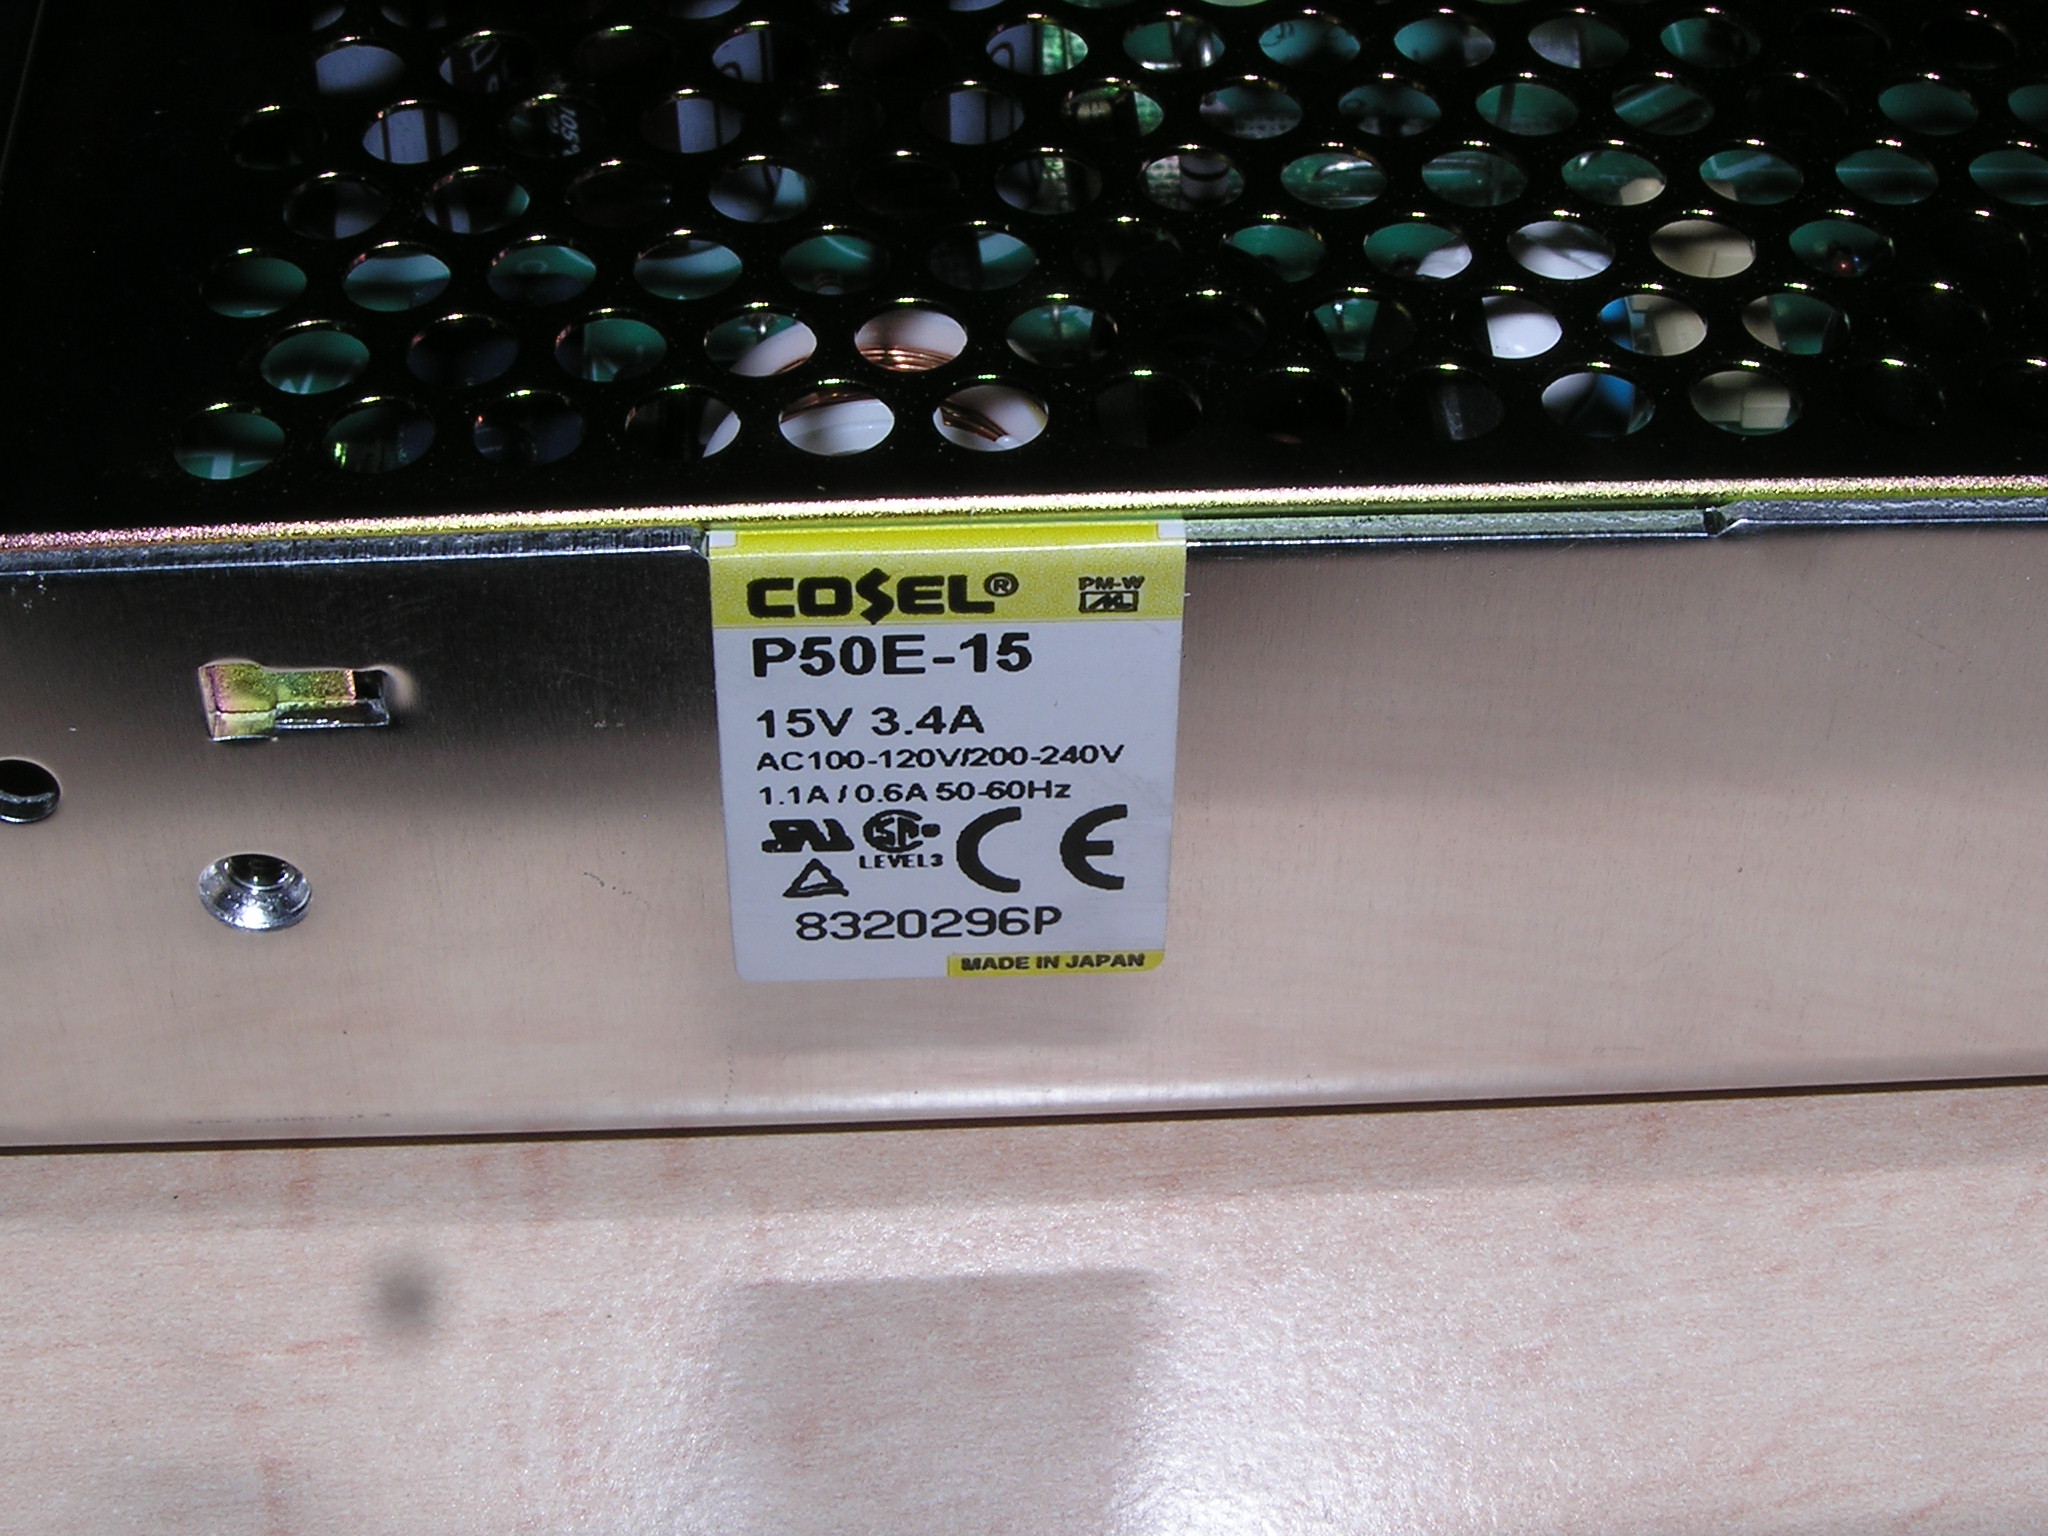 COSEL®
PM-W
P50E-15
15V 3.4A
AC100-120V/200-240V
1.1A / 0.6A 50-60Hz
LEVEL3
CE
8320296P
MADE IN JAPAN